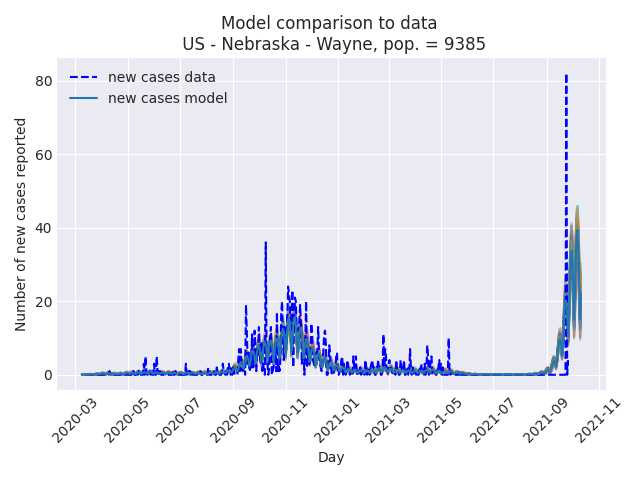 Model comparison to data
US - Nebraska - Wayne, pop. = 9385
new cases data
new cases model
Number of new cases reported
80
60
40
20
0
2020-03
2020-05
2020-07
2020-09
2020-11
2021-01
2021-03
2021-05
2021-07
2021-09
2021-11
Day